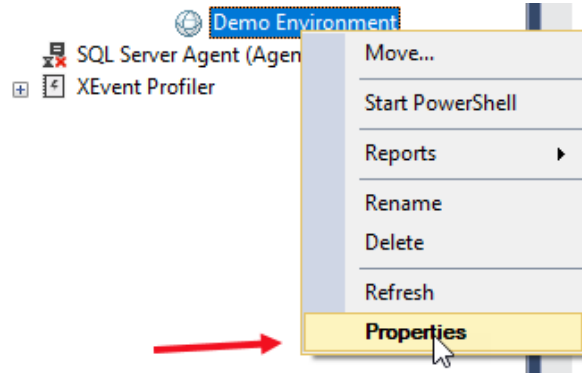 Demo Environment
SQL Server Agent (Agen
XEvent Profiler
Move...
Start PowerShell
Reports
Rename
Delete
Refresh
Properties